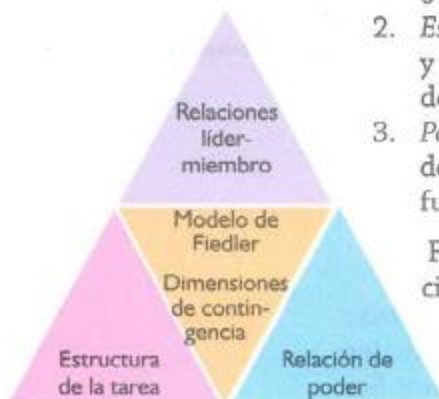 Relaciones
líder-
miembro
Modelo de
Fiedler
Dimensiones
de contin-
gencia
Estructura
de la tarea
Relación de
poder
2. Es
y
de
3. Po
de
fu
F
ci